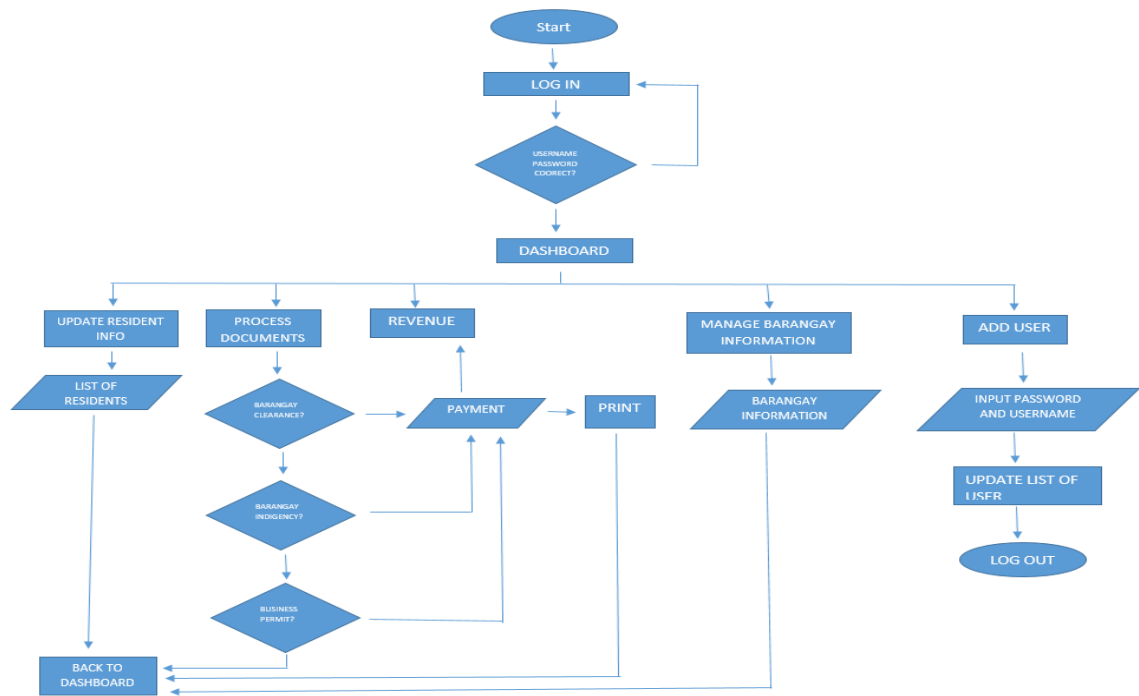 Start
LOG IN
USERNAME
PASSWORD
CDORECT?
DASHBOARD
UPDATE RESIDENT
INFO
PROCESS
DOCUMENTS
REVENUE
MANAGE BARANGAY
INFORMATION
ADD USER
LIST OF
RESIDENTS
BARANGAY
CLEARANCE?
PAYMENT
PRINT
BARANGAY
INFORMATION
INPUT PASSWORD
AND USERNAME
BARANGAY
INDIGENCY?
UPDATE LIST OF
USER
LOG OUT
BUSINESS
PERMIT?
BACK TO
DASHBOARD